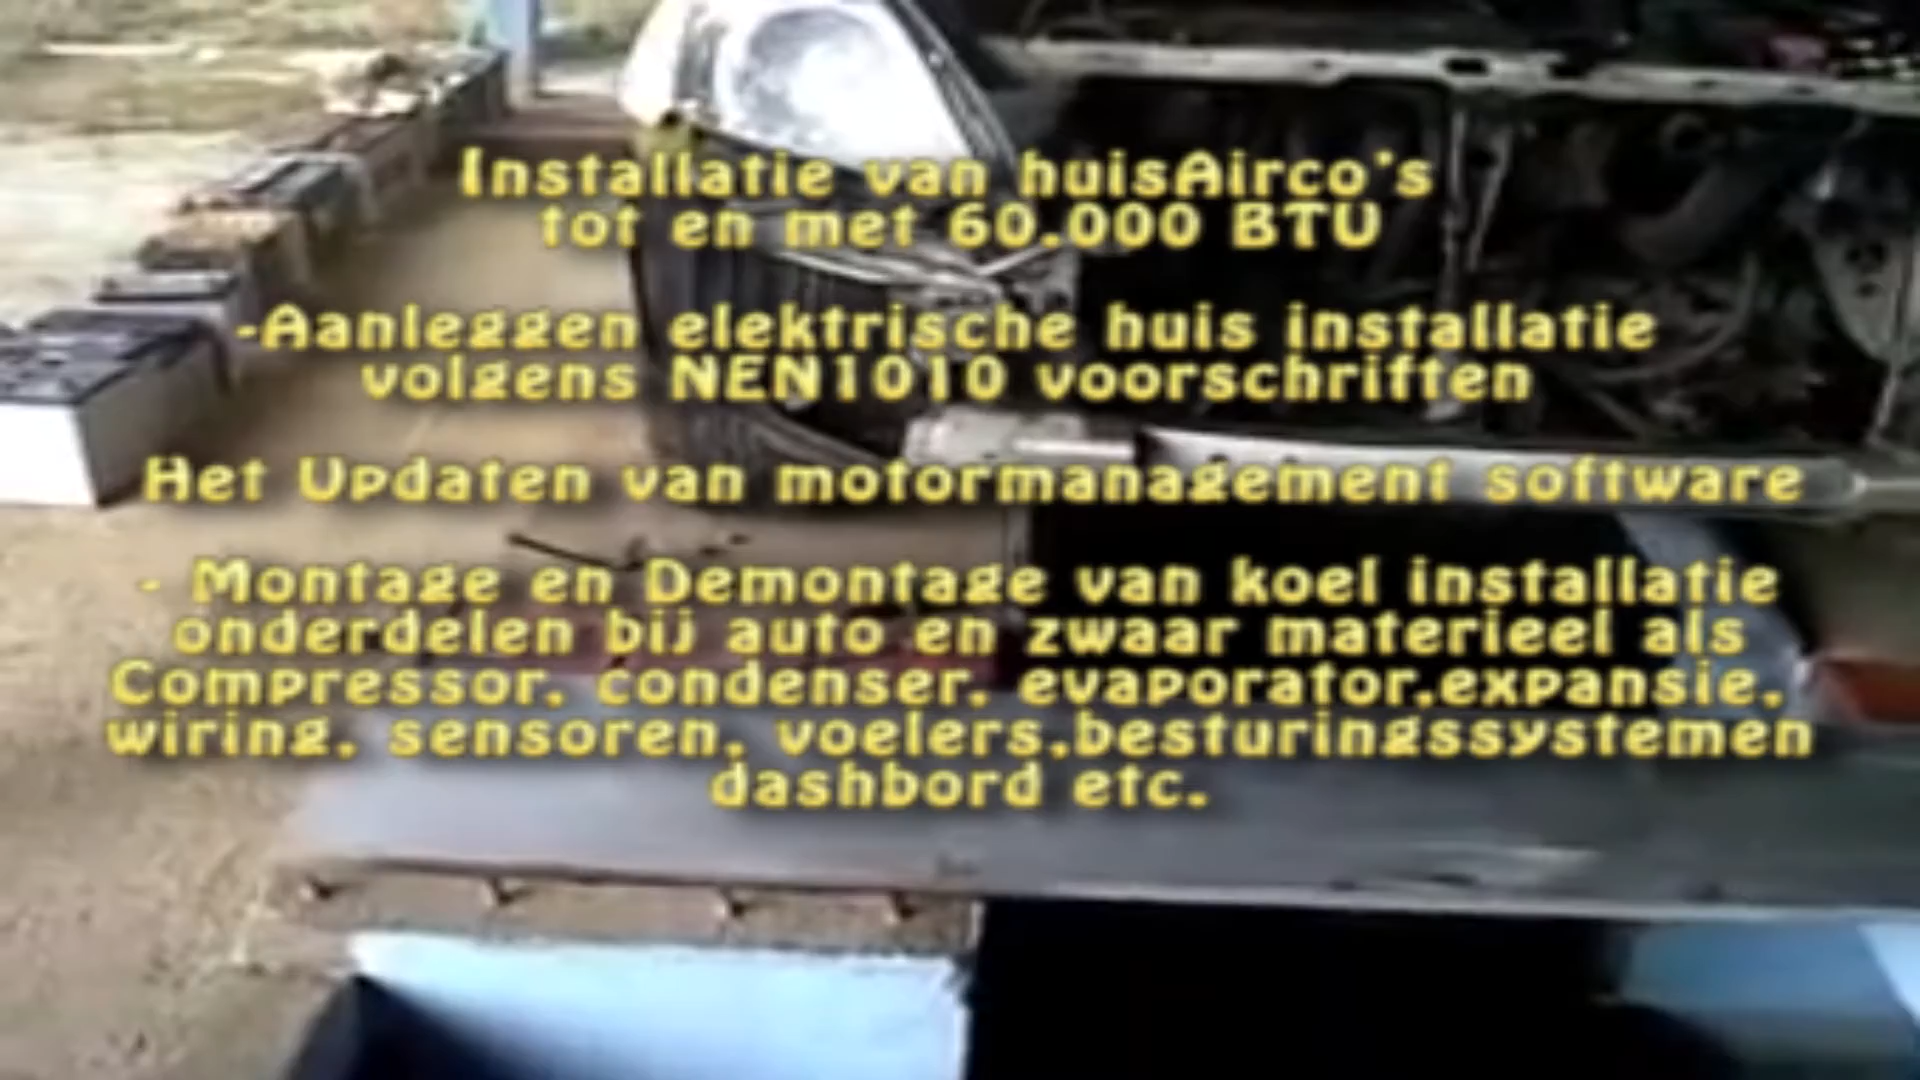 Installatie van huisAirco's
tot en met 60.000 BTU
-Aanleggen elektrische huis installatie
volgens NEN1010 voorschriften
Het Updaten van motormanagement software
- Montage en Demontage van koel installatie
onderdelen bij auto en zwaar materieel als
Compressor, condenser, evaporator,expansie,
wiring, sensoren, voelers,besturingssystemen
dashbord etc.